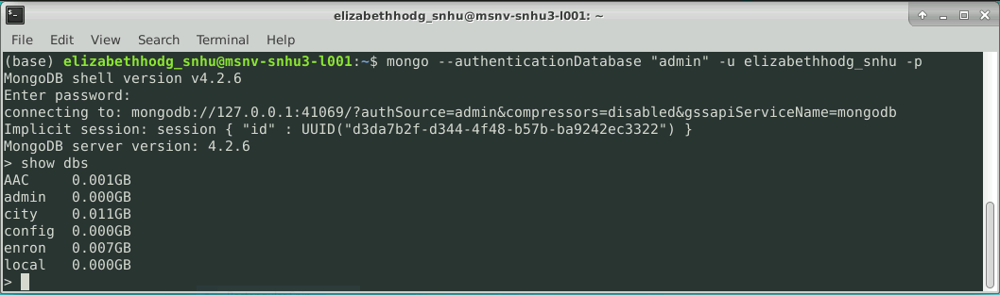 elizabethhodg_snhu@msnv-snhu3-l001: ~
File Edit View Search Terminal Help
(base) elizabethhodg_snhu@msnv-snhu3-l001:~$ mongo --authenticationDatabase "admin" -u elizabethhodg_snhu -p
MongoDB shell version v4.2.6
Enter password:
connecting to: mongodb://127.0.0.1:41069/?authSource=admin&compressors=disabled&gssapiServiceName=mongodb
Implicit session: session { "id" : UUID("d3da7b2f-d344-4f48-b57b-ba9242ec3322") }
MongoDB server version: 4.2.6
> show dbs
AAC     0.001GB
admin   0.000GB
city    0.011GB
config  0.000GB
enron   0.007GB
local   0.000GB
>